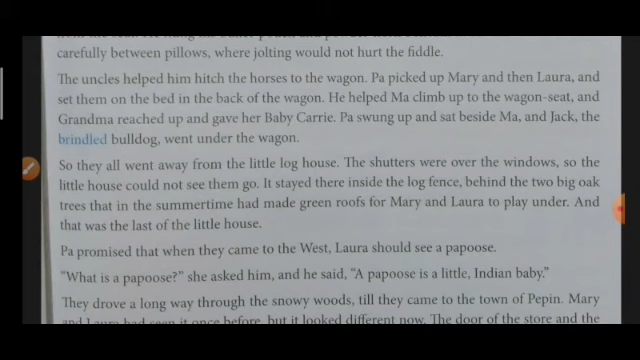 carefully between pillows, where jolting would not hurt the fiddle.
The uncles helped him hitch the horses to the wagon. Pa picked up Mary and then Laura, and
set them on the bed in the back of the wagon. He helped Ma climb up to the wagon-seat, and
Grandma reached up and gave her Baby Carrie. Pa swung up and sat beside Ma, and Jack, the
brindled bulldog, went under the wagon.
So they all went away from the little log house. The shutters were over the windows, so the
little house could not see them go. It stayed there inside the log fence, behind the two big oak
trees that in the summertime had made green roofs for Mary and Laura to play under. And
that was the last of the little house.
Pa promised that when they came to the West, Laura should see a papoose.
“What is a papoose?” she asked him, and he said, “A papoose is a little, Indian baby.”
They drove a long way through the snowy woods, till they came to the town of Pepin. Mary
and Laura had seen it once before, but it looked different now. The door of the store and the